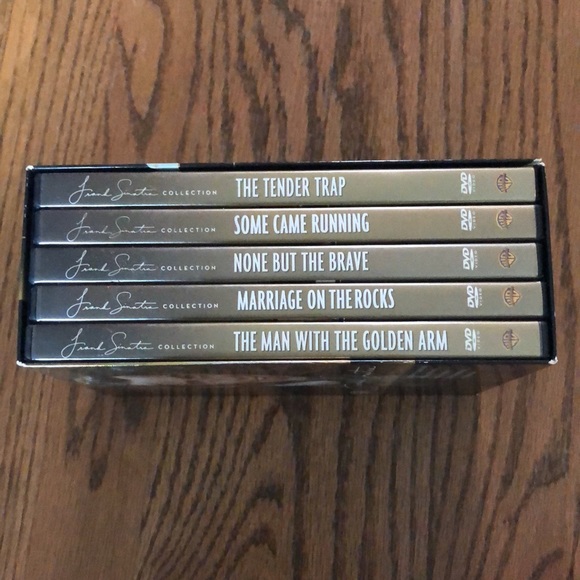 Frank Sinatra COLLECTION THE TENDER TRAP DVD
Frank Sinatra COLLECTION SOME CAME RUNNING DVD
Frank Sinatra COLLECTION NONE BUT THE BRAVE DVD
Frank Sinatra COLLECTION MARRIAGE ON THE ROCKS DVD
Frank Sinatra COLLECTION THE MAN WITH THE GOLDEN ARM DVD